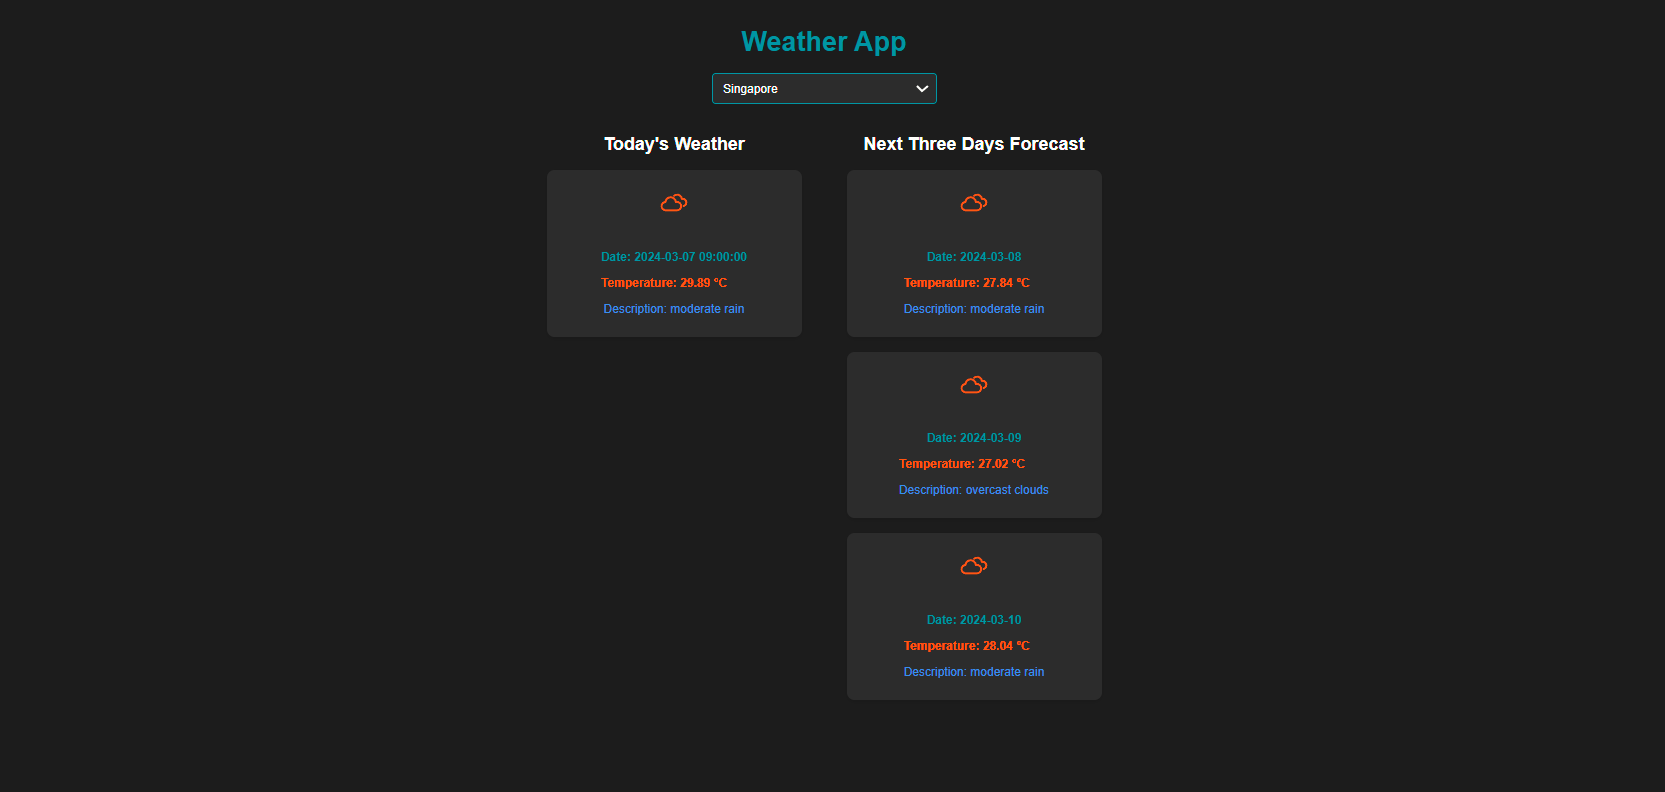 Weather App
Singapore
Today's Weather
Date: 2024-03-07 09:00:00
Temperature: 29.89 °C
Description: moderate rain
Next Three Days Forecast
Date: 2024-03-08
Temperature: 27.84 °C
Description: moderate rain
Date: 2024-03-09
Temperature: 27.02 °C
Description: overcast clouds
Date: 2024-03-10
Temperature: 28.04 °C
Description: moderate rain